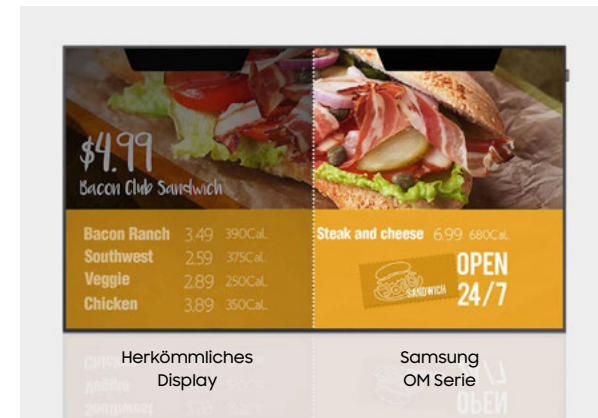 $4.99
Bacon Club Sandwich
Bacon Ranch 3.49 390Cal.
Southwest 2.59 375Cal.
Veggie 2.89 250Cal.
Chicken 3.89 350Cal.
Steak and cheese 6.99 680Cal.
SANDWICH
OPEN
24/7
Herkömmliches
Display
Samsung
OM Serie